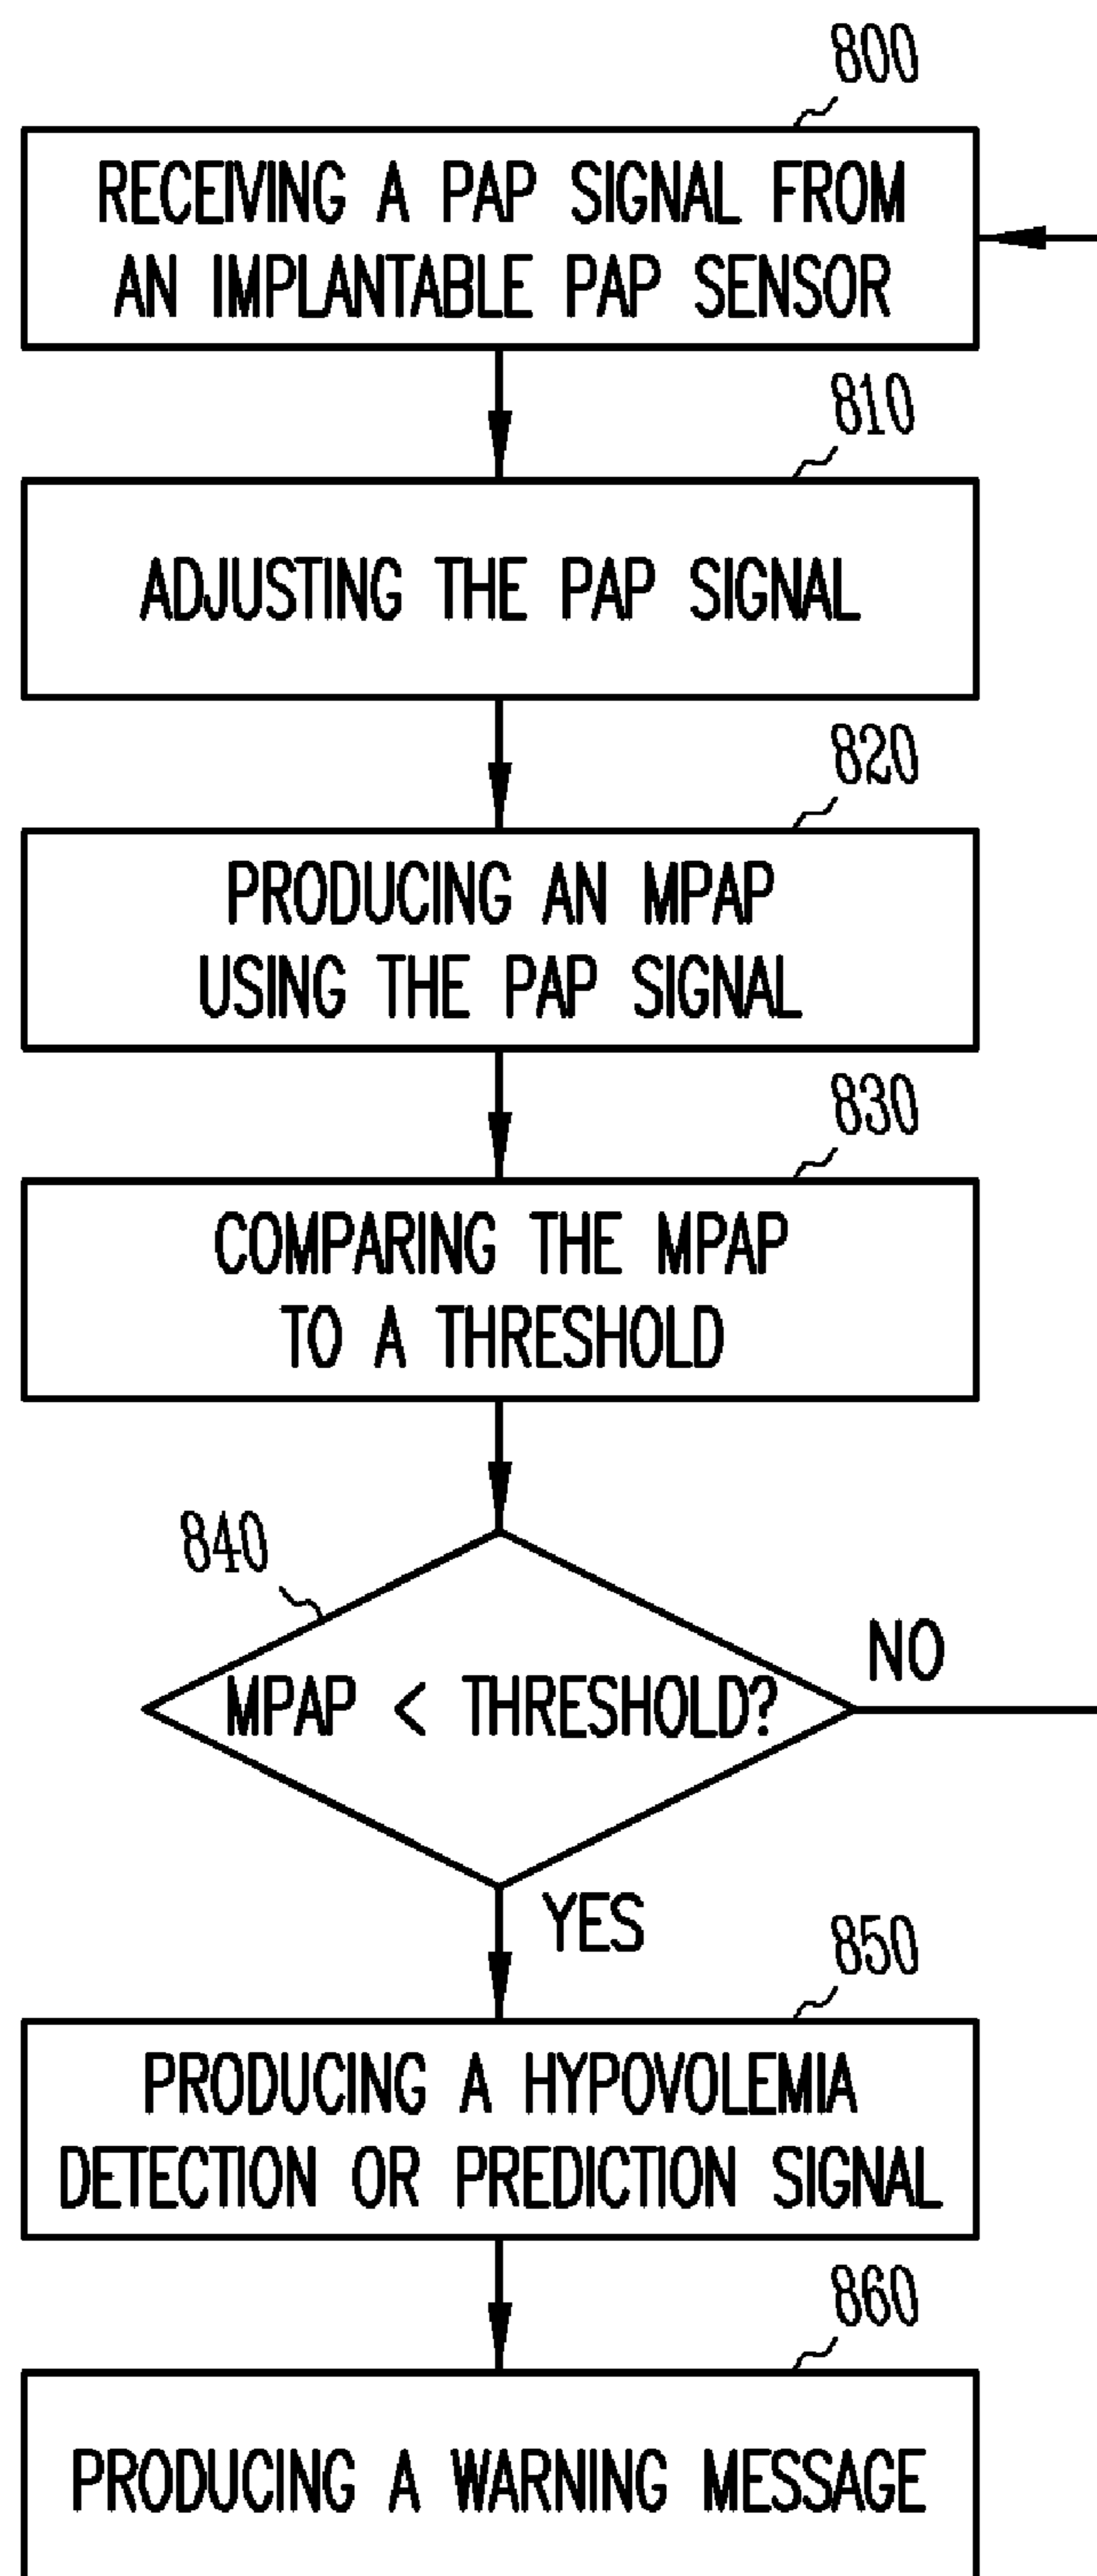 800
RECEIVING A PAP SIGNAL FROM
AN IMPLANTABLE PAP SENSOR
810
ADJUSTING THE PAP SIGNAL
820
PRODUCING AN MPAP
USING THE PAP SIGNAL
830
COMPARING THE MPAP
TO A THRESHOLD
840
MPAP < THRESHOLD?
NO
YES
850
PRODUCING A HYPOVOLEMIA
DETECTION OR PREDICTION SIGNAL
860
PRODUCING A WARNING MESSAGE